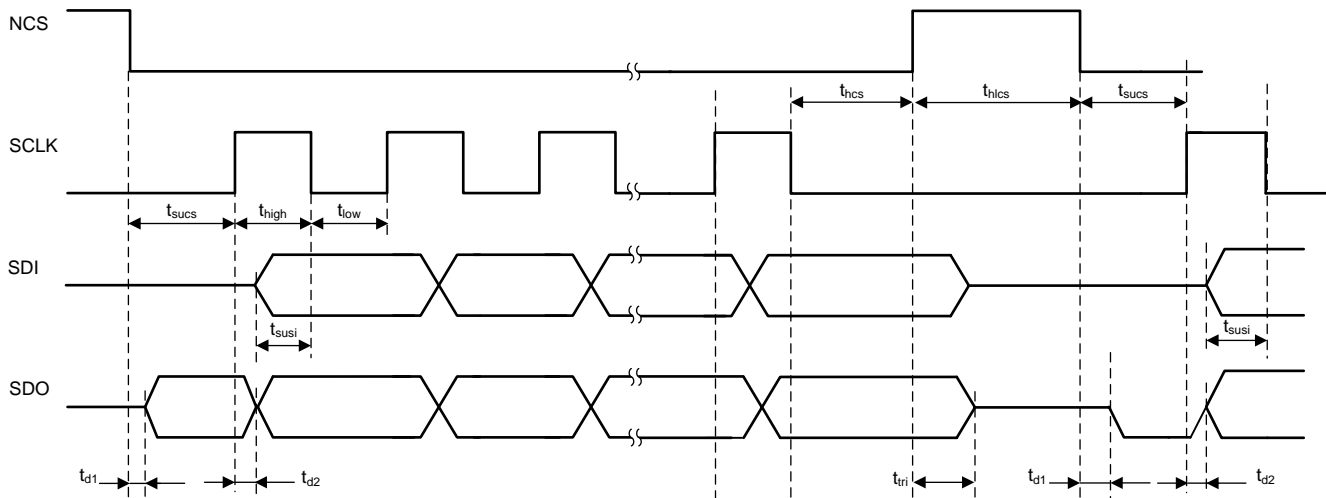 NCS
t_hcs t_hlcs t_sucs
SCLK
t_sucs t_high t_low
SDI
t_susi t_susi
SDO
t_d1 t_d2 t_tri t_d1 t_d2